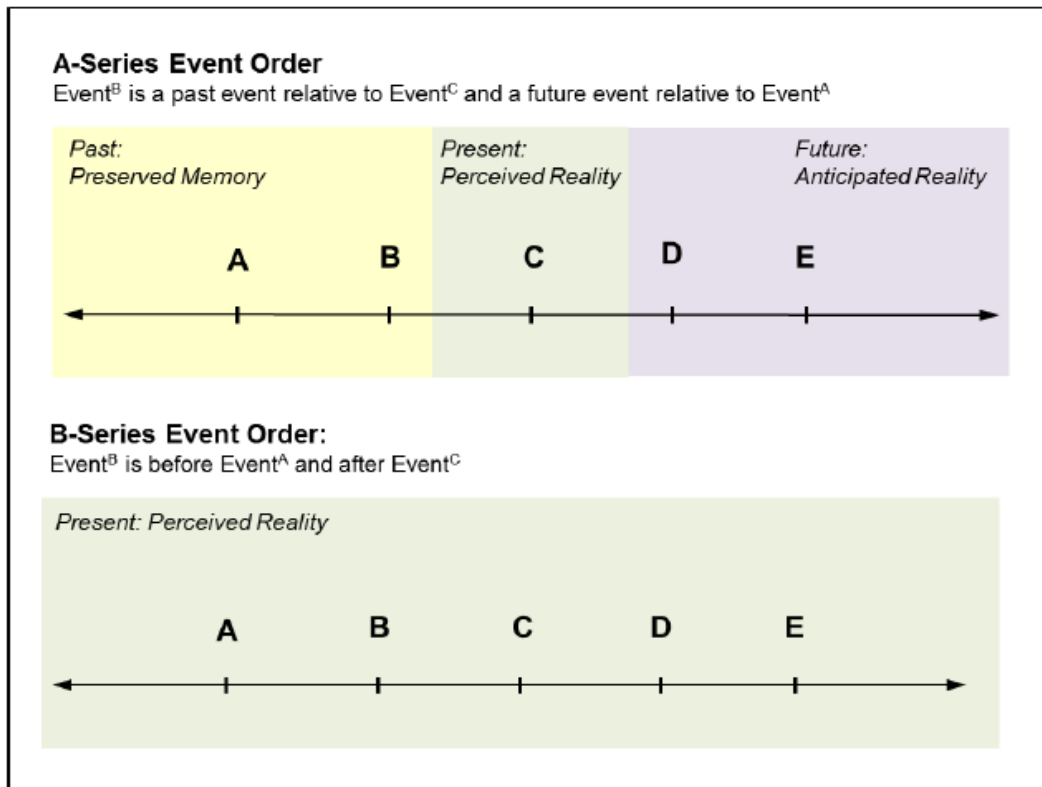 A-Series Event Order
Eventᴮ is a past event relative to Eventᶜ and a future event relative to Eventᴬ
Past:
Preserved Memory
Present:
Perceived Reality
Future:
Anticipated Reality
A B C D E
B-Series Event Order:
Eventᴮ is before Eventᴬ and after Eventᶜ
Present: Perceived Reality
A B C D E